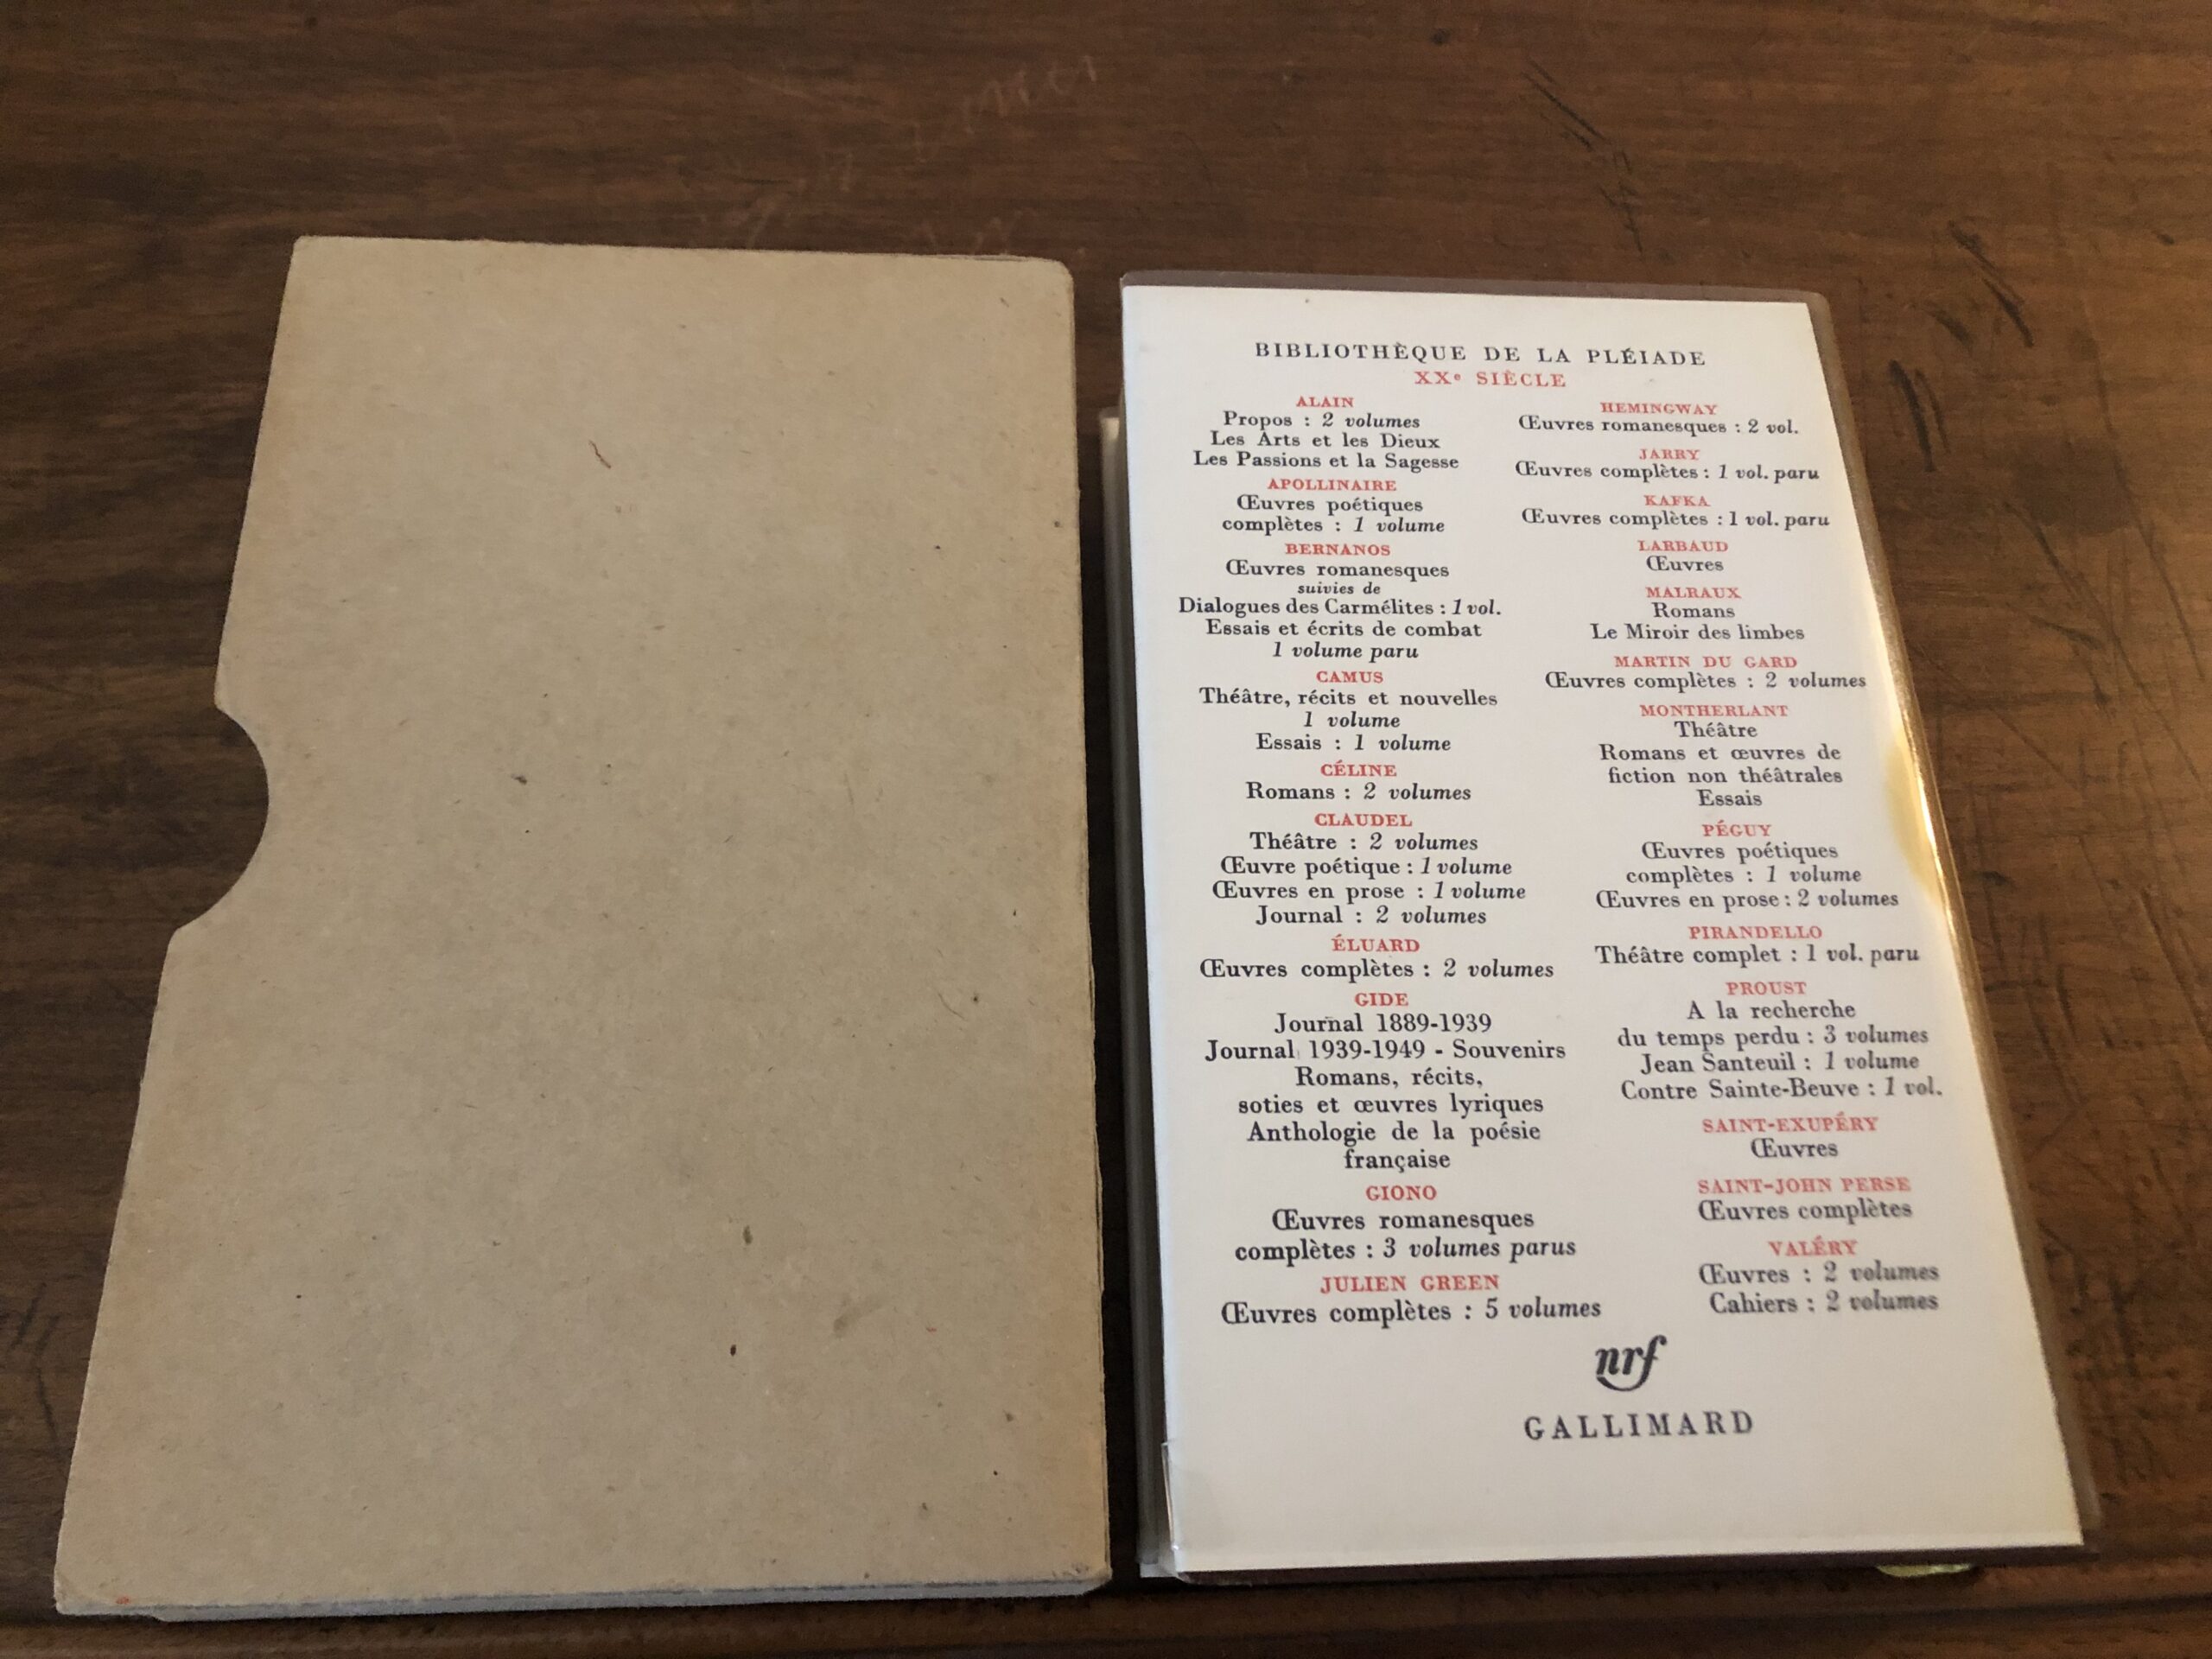 BIBLIOTHÈQUE DE LA PLÉIADE
XXe SIÈCLE
ALAIN
Propos : 2 volumes
Les Arts et les Dieux
Les Passions et la Sagesse
APOLLINAIRE
Œuvres poétiques
complètes : 1 volume
BERNANOS
Œuvres romanesques
suivies de
Dialogues des Carmélites : 1 vol.
Essais et écrits de combat
1 volume paru
CAMUS
Théâtre, récits et nouvelles
1 volume
Essais : 1 volume
CÉLINE
Romans : 2 volumes
CLAUDEL
Théâtre : 2 volumes
Œuvre poétique : 1 volume
Œuvres en prose : 1 volume
Journal : 2 volumes
ÉLUARD
Œuvres complètes : 2 volumes
GIDE
Journal 1889-1939
Journal 1939-1949 - Souvenirs
Romans, récits,
soties et œuvres lyriques
Anthologie de la poésie
française
GIONO
Œuvres romanesques
complètes : 3 volumes parus
JULIEN GREEN
Œuvres complètes : 5 volumes
HEMINGWAY
Œuvres romanesques : 2 vol.
JARRY
Œuvres complètes : 1 vol. paru
KAFKA
Œuvres complètes : 1 vol. paru
LARBAUD
Œuvres
MALRAUX
Romans
Le Miroir des limbes
MARTIN DU GARD
Œuvres complètes : 2 volumes
MONTHERLANT
Théâtre
Romans et œuvres de
fiction non théâtrales
Essais
PÉGUY
Œuvres poétiques
complètes : 1 volume
Œuvres en prose : 2 volumes
PIRANDELLO
Théâtre complet : 1 vol. paru
PROUST
A la recherche
du temps perdu : 3 volumes
Jean Santeuil : 1 volume
Contre Sainte-Beuve : 1 vol.
SAINT-EXUPÉRY
Œuvres
SAINT-JOHN PERSE
Œuvres complètes
VALÉRY
Œuvres : 2 volumes
Cahiers : 2 volumes
nrf
GALLIMARD